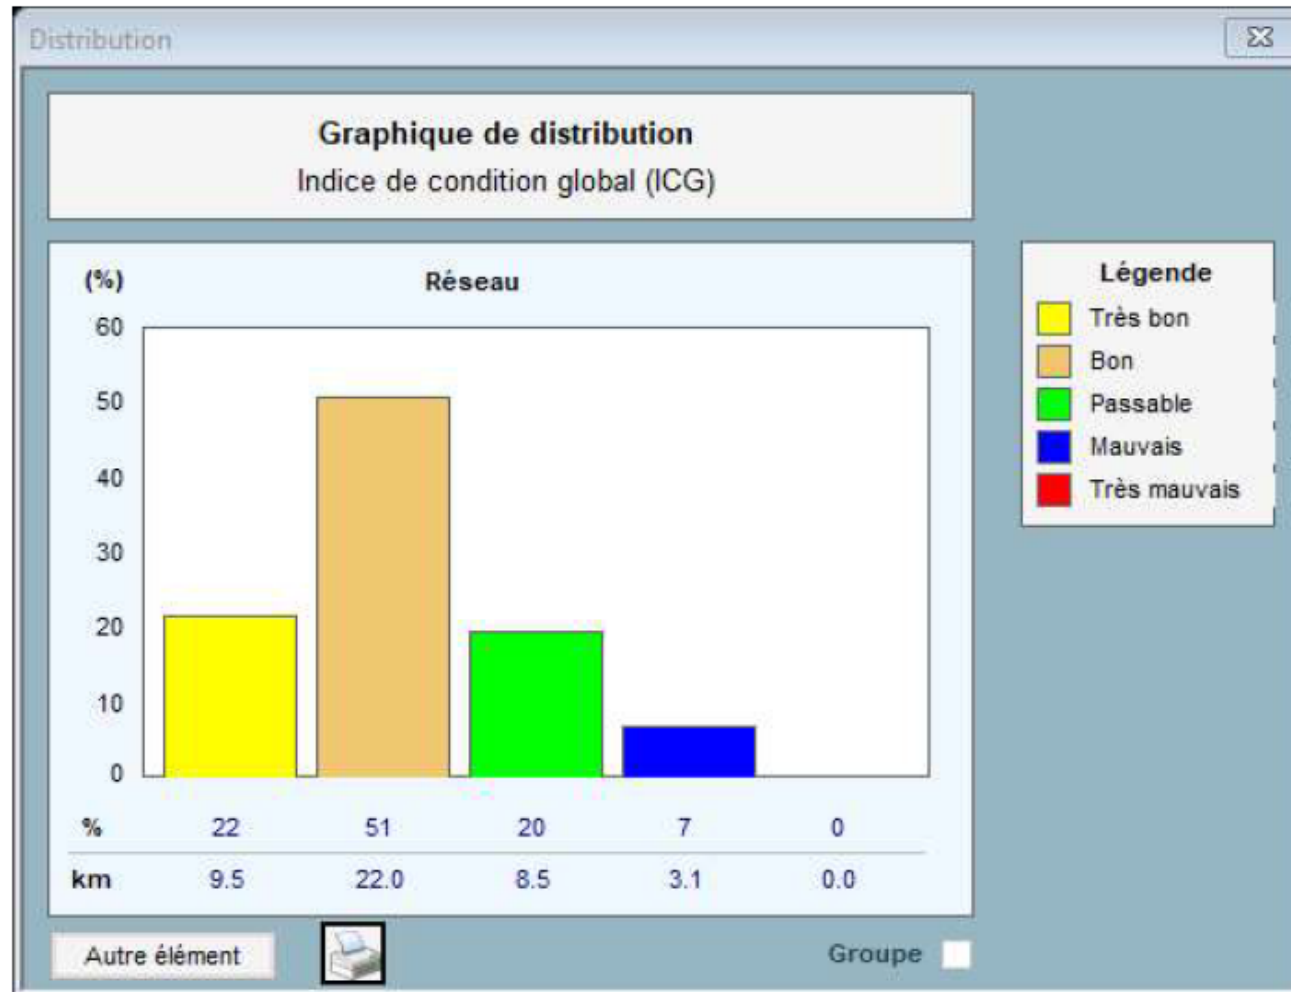 Distribution
Graphique de distribution
Indice de condition global (ICG)
(%)
Réseau
60
50
40
30
20
10
0
% 22 51 20 7 0
km 9.5 22.0 8.5 3.1 0.0
Légende
Très bon
Bon
Passable
Mauvais
Très mauvais
Autre élément
Groupe